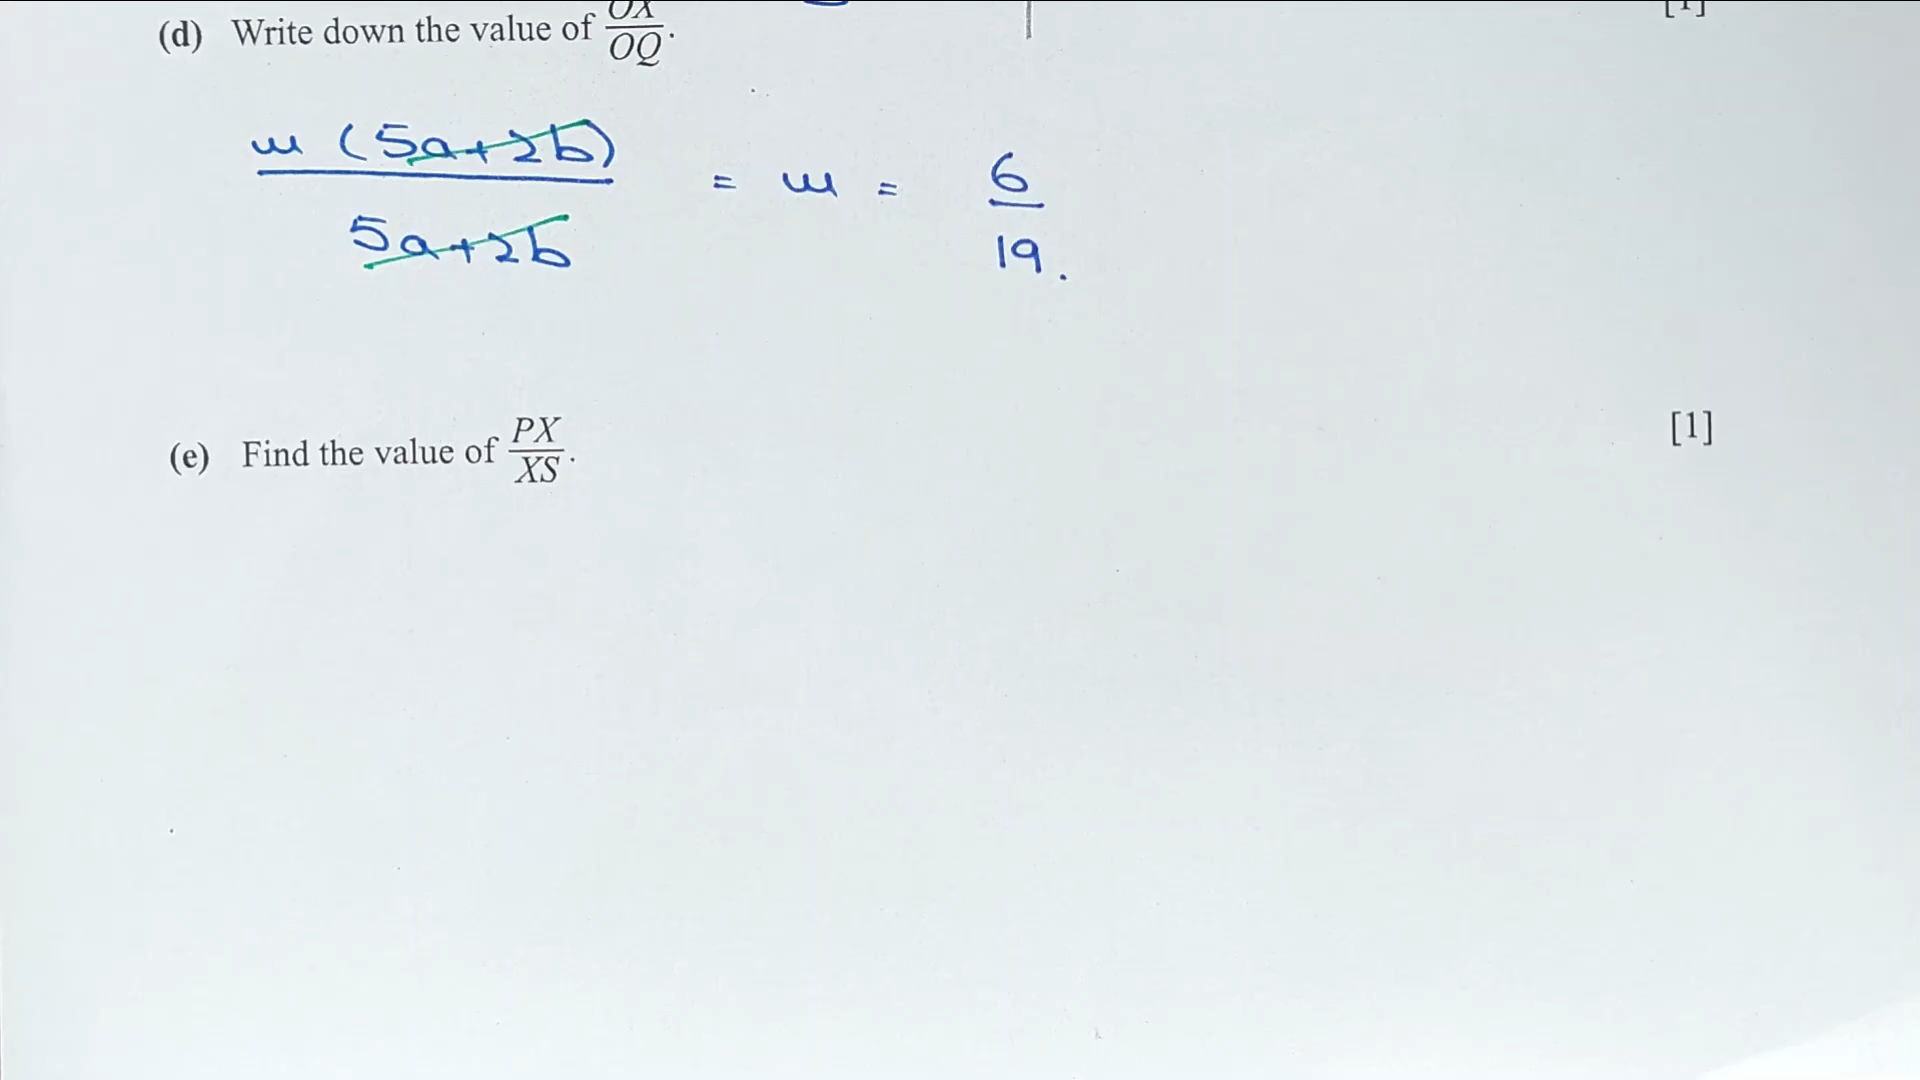 [1]
(d) Write down the value of OX/OQ.
m (5a+2b)/5a+2b = m = 6/19.
(e) Find the value of PX/XS.
[1]